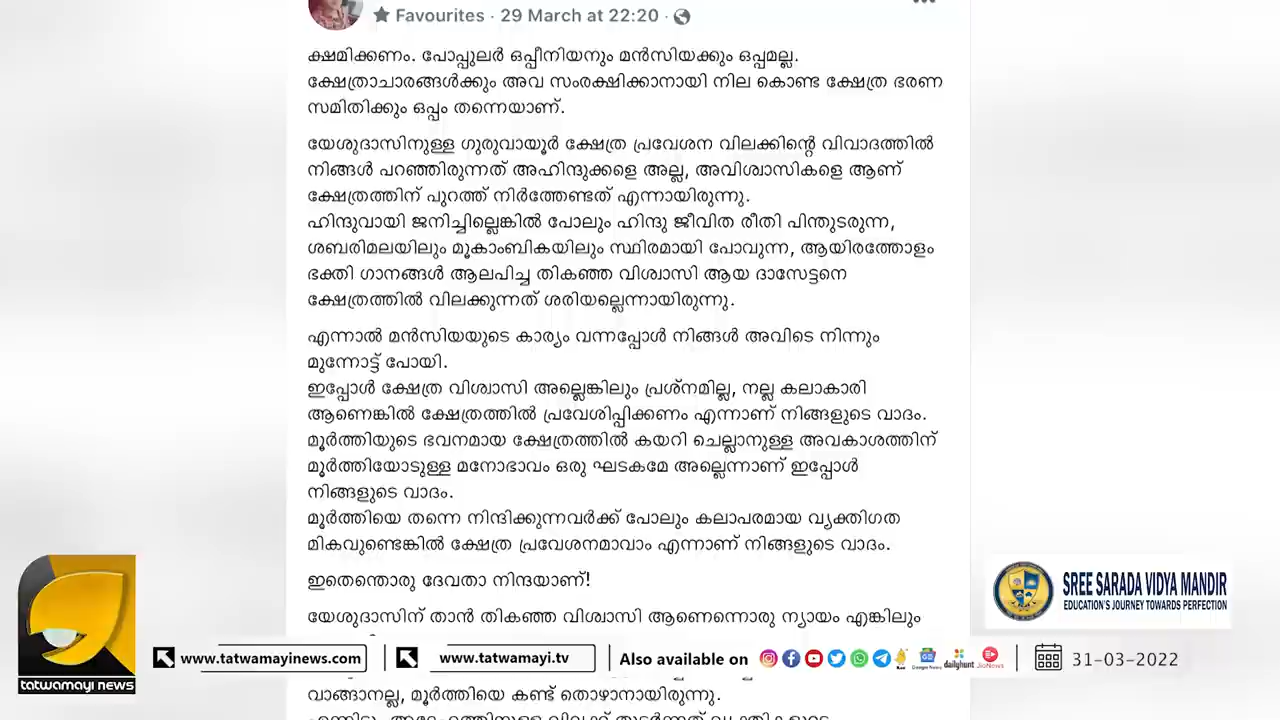 Favourites · 29 March at 22:20 ·
ക്ഷമിക്കണം. പോപ്പുലർ ഒപ്പീനിയനും മൻസിയക്കും ഒപ്പമല്ല.
ക്ഷേത്രാചാരങ്ങൾക്കും അവ സംരക്ഷിക്കാനായി നില കൊണ്ട ക്ഷേത്ര ഭരണ
സമിതിക്കും ഒപ്പം തന്നെയാണ്.
യേശുദാസിനുള്ള ഗുരുവായൂർ ക്ഷേത്ര പ്രവേശന വിലക്കിന്റെ വിവാദത്തിൽ
നിങ്ങൾ പറഞ്ഞിരുന്നത് അഹിന്ദുക്കളെ അല്ല, അവിശ്വാസികളെ ആണ്
ക്ഷേത്രത്തിന് പുറത്ത് നിർത്തേണ്ടത് എന്നായിരുന്നു.
ഹിന്ദുവായി ജനിച്ചില്ലെങ്കിൽ പോലും ഹിന്ദു ജീവിത രീതി പിന്തുടരുന്ന,
ശബരിമലയിലും മൂകാംബികയിലും സ്ഥിരമായി പോവുന്ന, ആയിരത്തോളം
ഭക്തി ഗാനങ്ങൾ ആലപിച്ച തികഞ്ഞ വിശ്വാസി ആയ ദാസേട്ടനെ
ക്ഷേത്രത്തിൽ വിലക്കുന്നത് ശരിയല്ലെന്നായിരുന്നു.
എന്നാൽ മൻസിയയുടെ കാര്യം വന്നപ്പോൾ നിങ്ങൾ അവിടെ നിന്നും
മുന്നോട്ട് പോയി.
ഇപ്പോൾ ക്ഷേത്ര വിശ്വാസി അല്ലെങ്കിലും പ്രശ്നമില്ല, നല്ല കലാകാരി
ആണെങ്കിൽ ക്ഷേത്രത്തിൽ പ്രവേശിപ്പിക്കണം എന്നാണ് നിങ്ങളുടെ വാദം.
മൂർത്തിയുടെ ഭവനമായ ക്ഷേത്രത്തിൽ കയറി ചെല്ലാനുള്ള അവകാശത്തിന്
മൂർത്തിയോടുള്ള മനോഭാവം ഒരു ഘടകമേ അല്ലെന്നാണ് ഇപ്പോൾ
നിങ്ങളുടെ വാദം.
മൂർത്തിയെ തന്നെ നിന്ദിക്കുന്നവർക്ക് പോലും കലാപരമായ വ്യക്തിഗത
മികവുണ്ടെങ്കിൽ ക്ഷേത്ര പ്രവേശനമാവാം എന്നാണ് നിങ്ങളുടെ വാദം.
ഇതെന്തൊരു ദേവതാ നിന്ദയാണ്!
യേശുദാസിന് താൻ തികഞ്ഞ വിശ്വാസി ആണെന്നൊരു ന്യായം എങ്കിലും
വാങ്ങാനല്ല, മൂർത്തിയെ കണ്ട് തൊഴാനായിരുന്നു.
SREE SARADA VIDYA MANDIR
EDUCATION'S JOURNEY TOWARDS PERFECTION
tatwamayi news
www.tatwamayinews.com
www.tatwamayi.tv
Also available on
Google News
dailyhunt
JioNews
31-03-2022